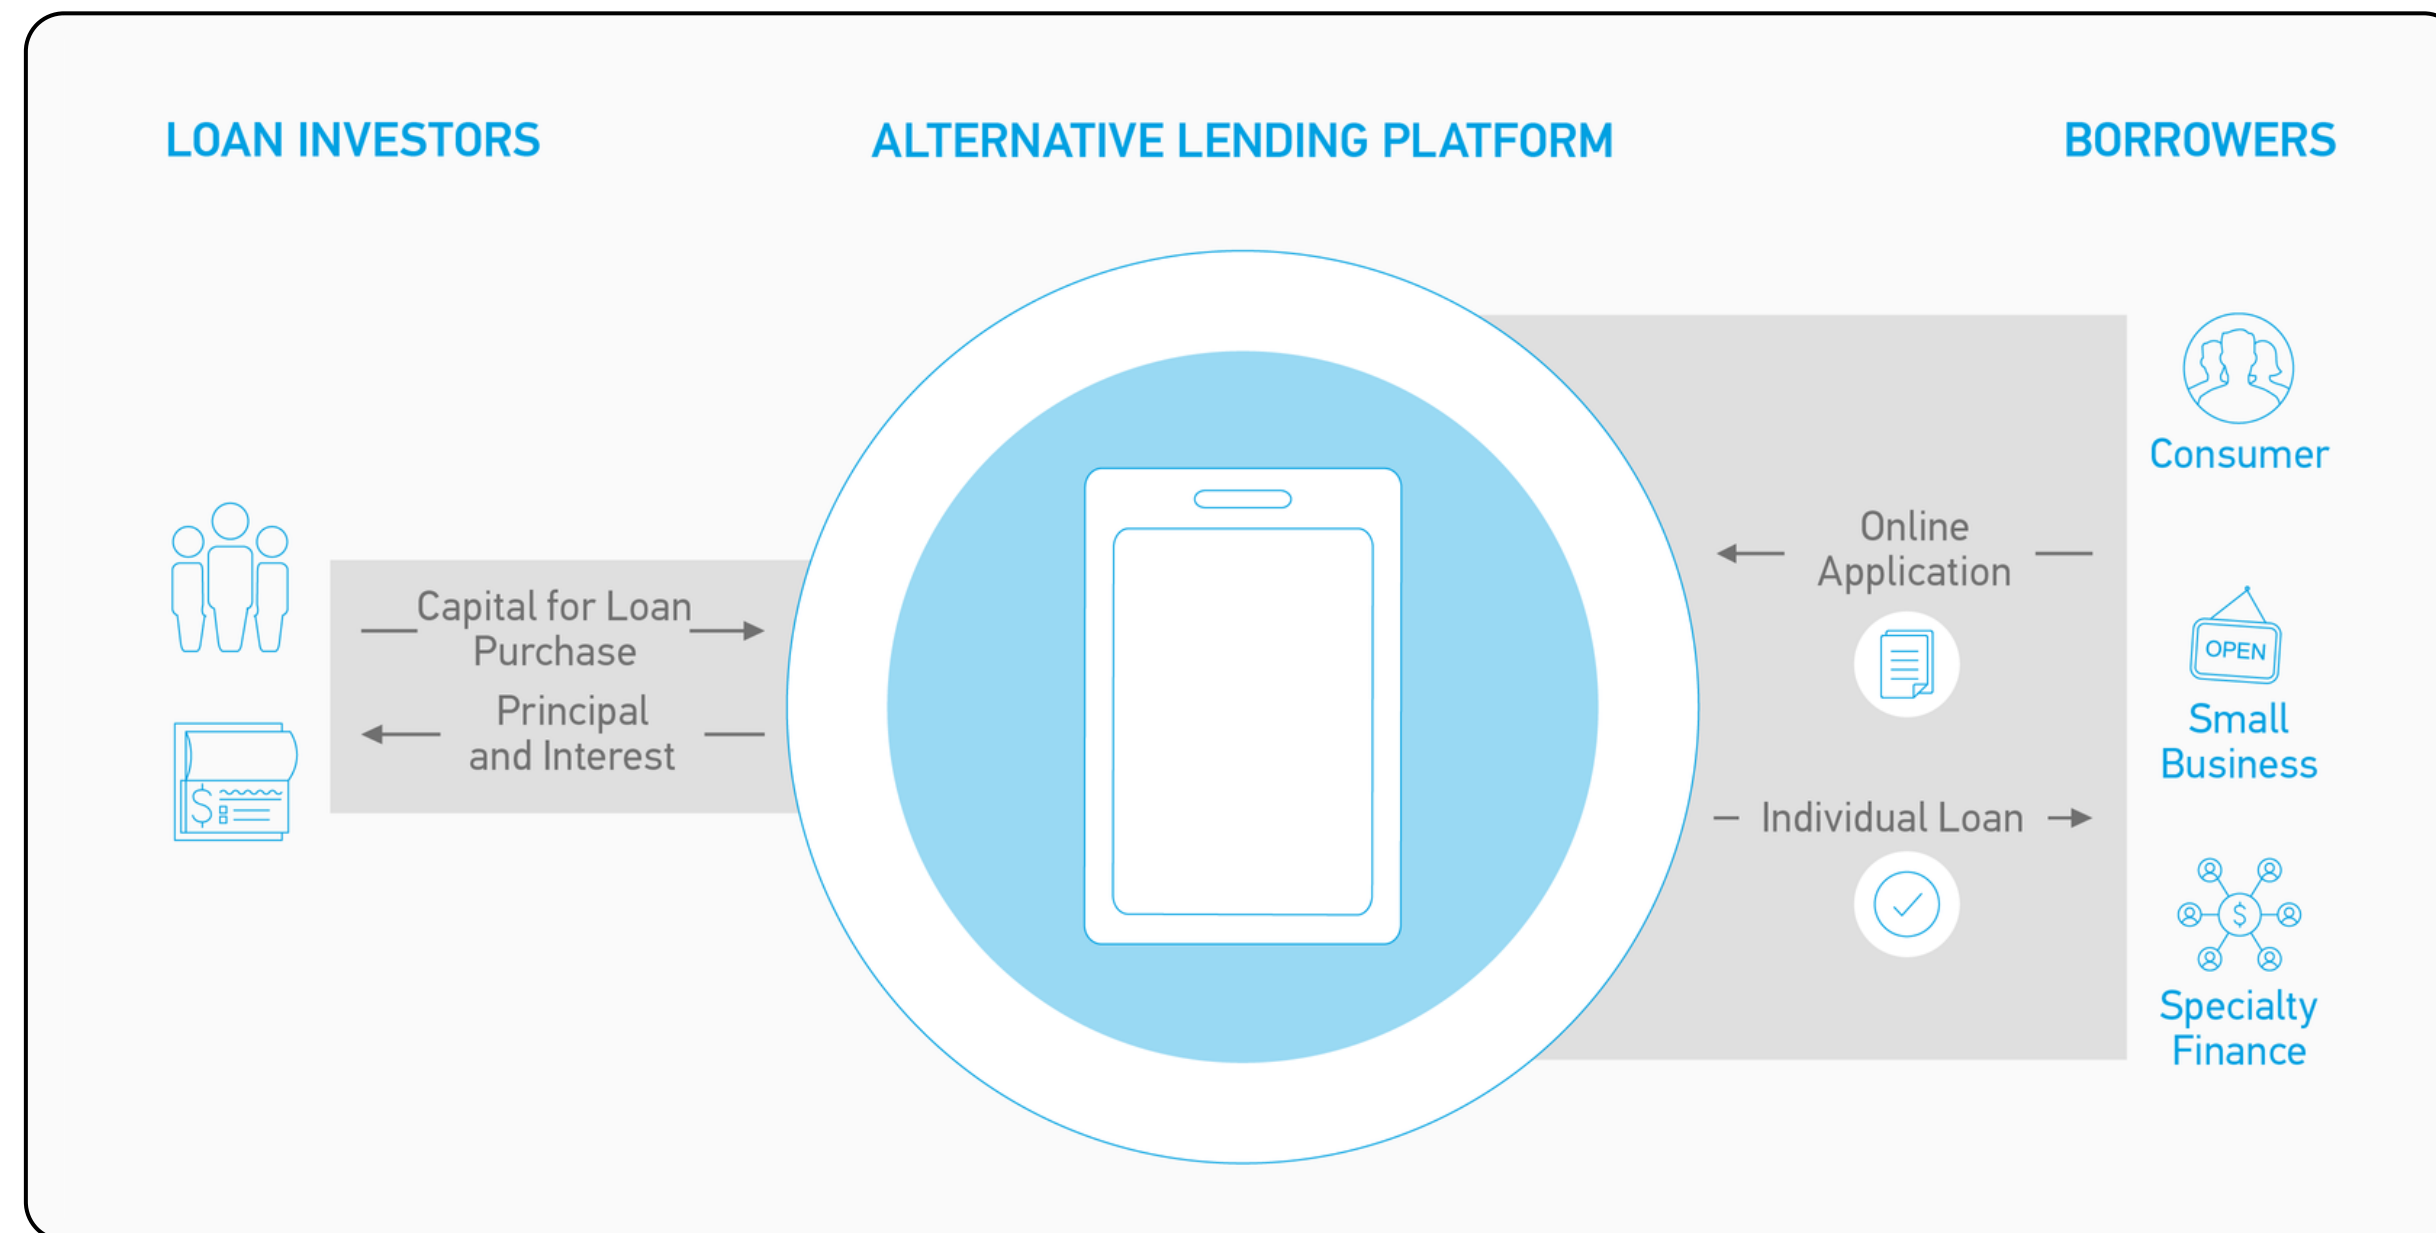 LOAN INVESTORS
ALTERNATIVE LENDING PLATFORM
BORROWERS
Capital for Loan
Purchase
Principal
and Interest
Online
Application
Individual Loan
Consumer
OPEN
Small
Business
$
$
Specialty
Finance